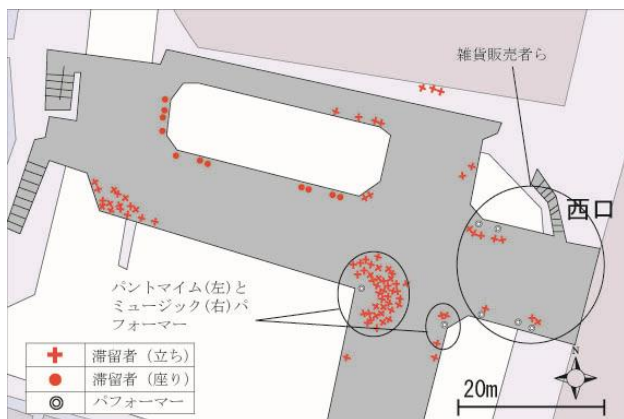 雑貨販売者ら
西口
パントマイム(左)と
ミュージック(右)パ
フォーマー
滞留者（立ち）
滞留者（座り）
パフォーマー
N
20m